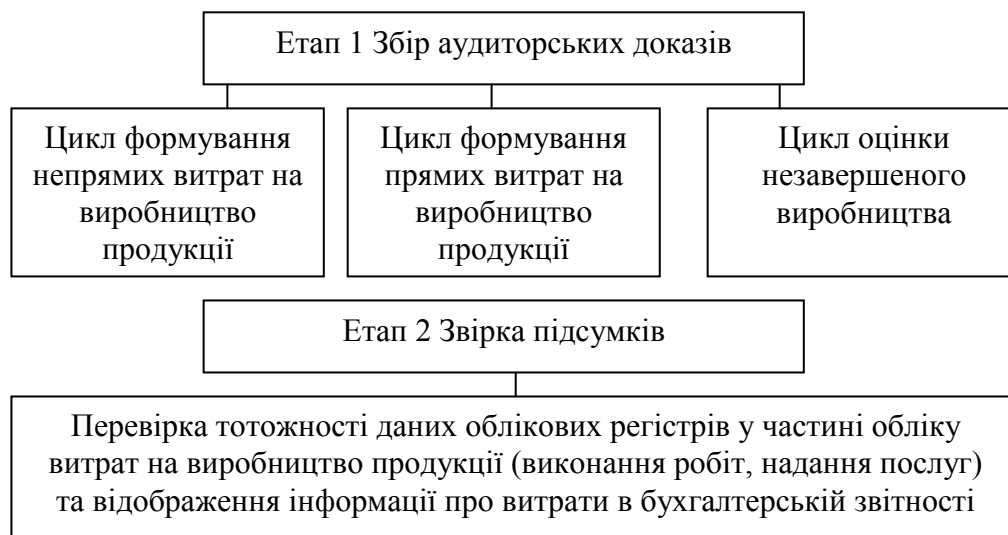 Етап 1 Збір аудиторських доказів
Цикл формування
непрямих витрат на
виробництво
продукції
Цикл формування
прямих витрат на
виробництво
продукції
Цикл оцінки
незавершеного
виробництва
Етап 2 Звірка підсумків
Перевірка тотожності даних облікових регістрів у частині обліку
витрат на виробництво продукції (виконання робіт, надання послуг)
та відображення інформації про витрати в бухгалтерській звітності